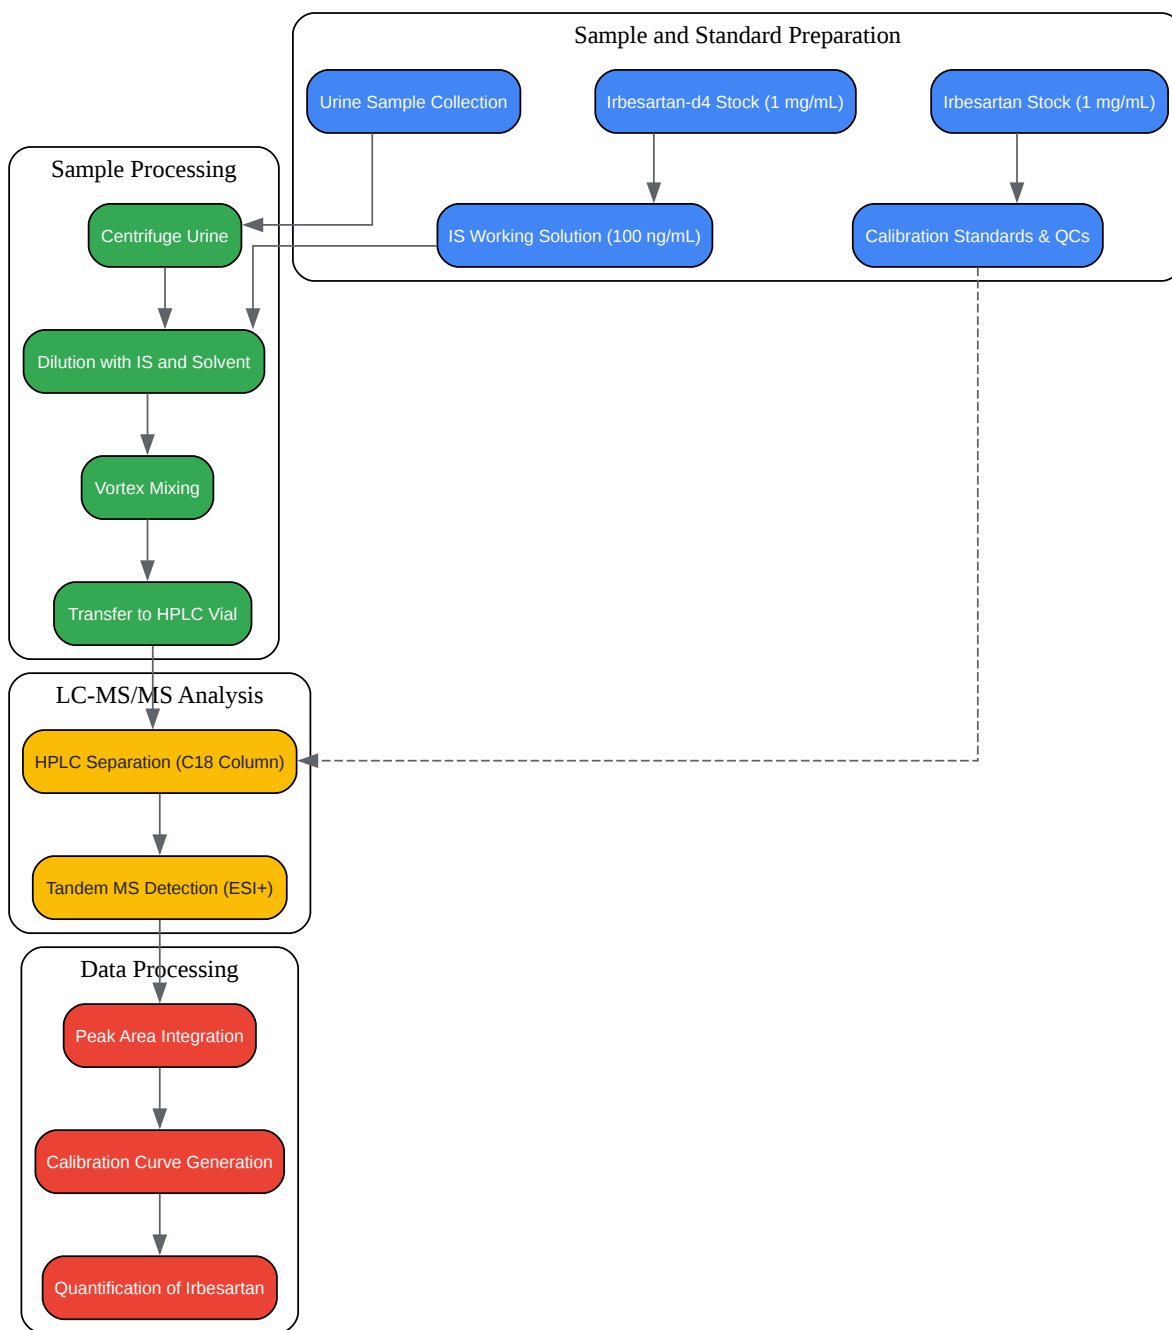 Sample and Standard Preparation
Urine Sample Collection
Irbesartan-d4 Stock (1 mg/mL)
Irbesartan Stock (1 mg/mL)
Sample Processing
Centrifuge Urine
IS Working Solution (100 ng/mL)
Calibration Standards & QCs
Dilution with IS and Solvent
Vortex Mixing
Transfer to HPLC Vial
LC-MS/MS Analysis
HPLC Separation (C18 Column)
Tandem MS Detection (ESI+)
Data Processing
Peak Area Integration
Calibration Curve Generation
Quantification of Irbesartan